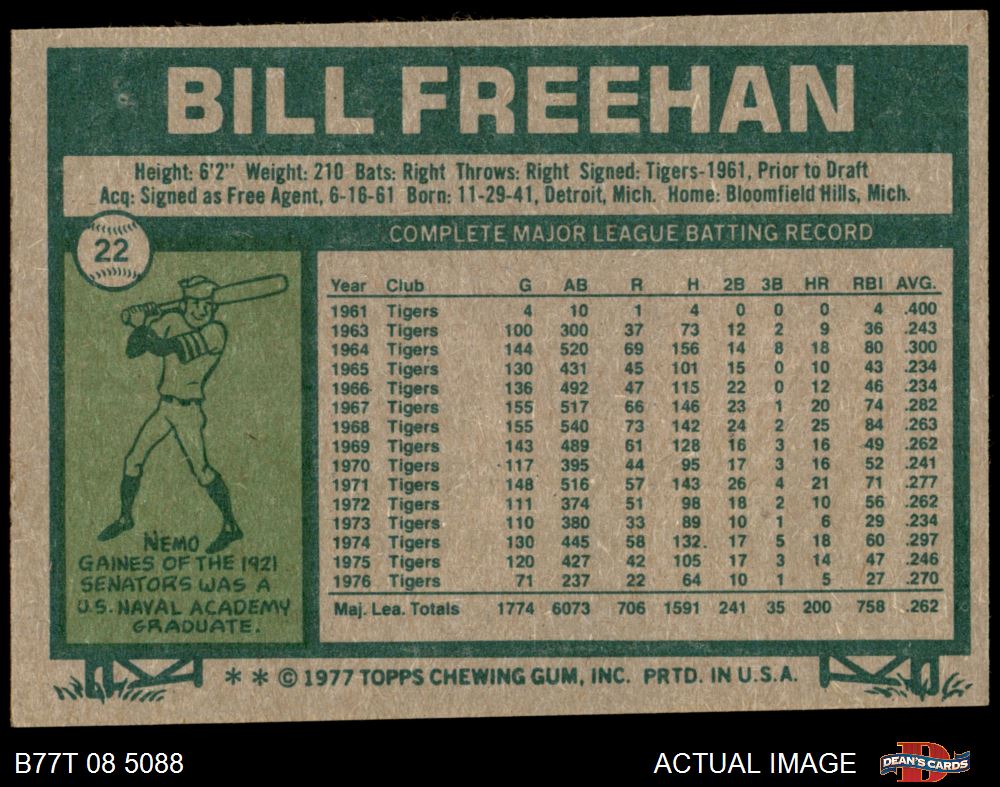 BILL FREEHAN
Height: 6'2" Weight: 210 Bats: Right Throws: Right Signed: Tigers-1961, Prior to Draft
Acq: Signed as Free Agent, 6-16-61 Born: 11-29-41, Detroit, Mich. Home: Bloomfield Hills, Mich.
22
COMPLETE MAJOR LEAGUE BATTING RECORD
Year Club G AB R H 2B 3B HR RBI AVG.
1961 Tigers 4 10 1 4 0 0 0 4 .400
1963 Tigers 100 300 37 73 12 2 9 36 .243
1964 Tigers 144 520 69 156 14 8 18 80 .300
1965 Tigers 130 431 45 101 15 0 10 43 .234
1966 Tigers 136 492 47 115 22 0 12 46 .234
1967 Tigers 155 517 66 146 23 1 20 74 .282
1968 Tigers 155 540 73 142 24 2 25 84 .263
1969 Tigers 143 489 61 128 16 3 16 49 .262
1970 Tigers 117 395 44 95 17 3 16 52 .241
1971 Tigers 148 516 57 143 26 4 21 71 .277
1972 Tigers 111 374 51 98 18 2 10 56 .262
1973 Tigers 110 380 33 89 10 1 6 29 .234
1974 Tigers 130 445 58 132 17 5 18 60 .297
1975 Tigers 120 427 42 105 17 3 14 47 .246
1976 Tigers 71 237 22 64 10 1 5 27 .270
Maj. Lea. Totals 1774 6073 706 1591 241 35 200 758 .262
NEMO
GAINES OF THE 1921
SENATORS WAS A
U.S. NAVAL ACADEMY
GRADUATE.
* * © 1977 TOPPS CHEWING GUM, INC. PRTD. IN U.S.A.
B77T 08 5088
ACTUAL IMAGE
DEAN'S CARDS